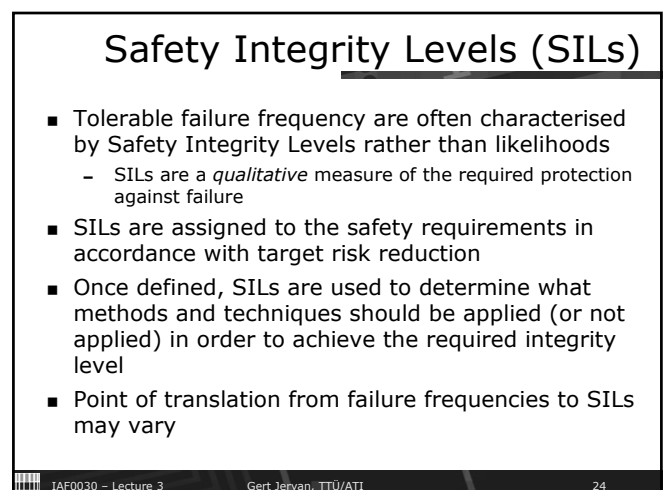 Safety Integrity Levels (SILs)
■ Tolerable failure frequency are often characterised
by Safety Integrity Levels rather than likelihoods
– SILs are a qualitative measure of the required protection
against failure
■ SILs are assigned to the safety requirements in
accordance with target risk reduction
■ Once defined, SILs are used to determine what
methods and techniques should be applied (or not
applied) in order to achieve the required integrity
level
■ Point of translation from failure frequencies to SILs
may vary
IAF0030 – Lecture 3 Gert Jervan, TTÜ/ATI 24